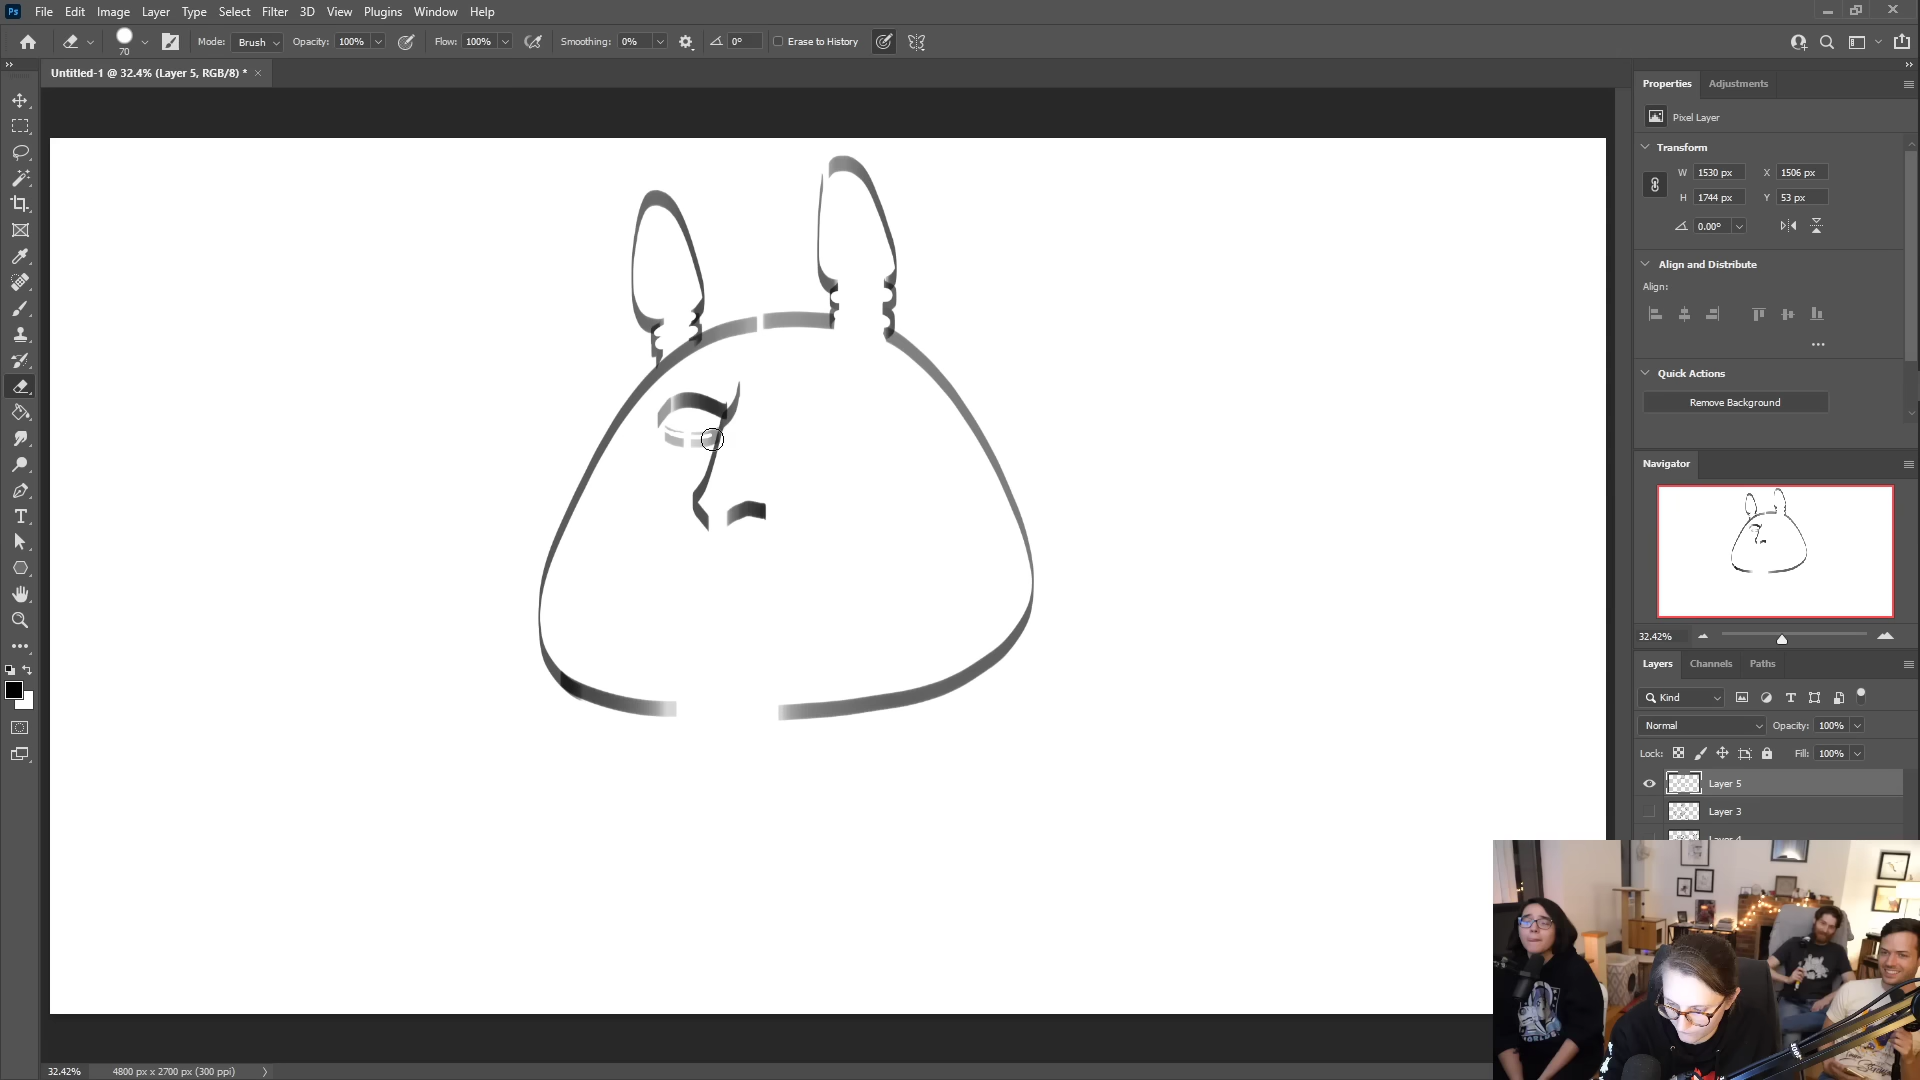 Ps File Edit Image Layer Type Select Filter 3D View Plugins Window Help
70 Mode: Brush Opacity: 100% Flow: 100% Smoothing: 0% 0° Erase to History
Untitled-1 @ 32.4% (Layer 5, RGB/8) *
Properties Adjustments
Pixel Layer
Transform
W 1530 px X 1506 px
H 1744 px Y 53 px
0.00°
Align and Distribute
Align:
Quick Actions
Remove Background
Navigator
32.42%
Layers Channels Paths
Kind
Normal Opacity: 100%
Lock: Fill: 100%
Layer 5
Layer 3
Layer 4
32.42% 4800 px x 2700 px (300 ppi)